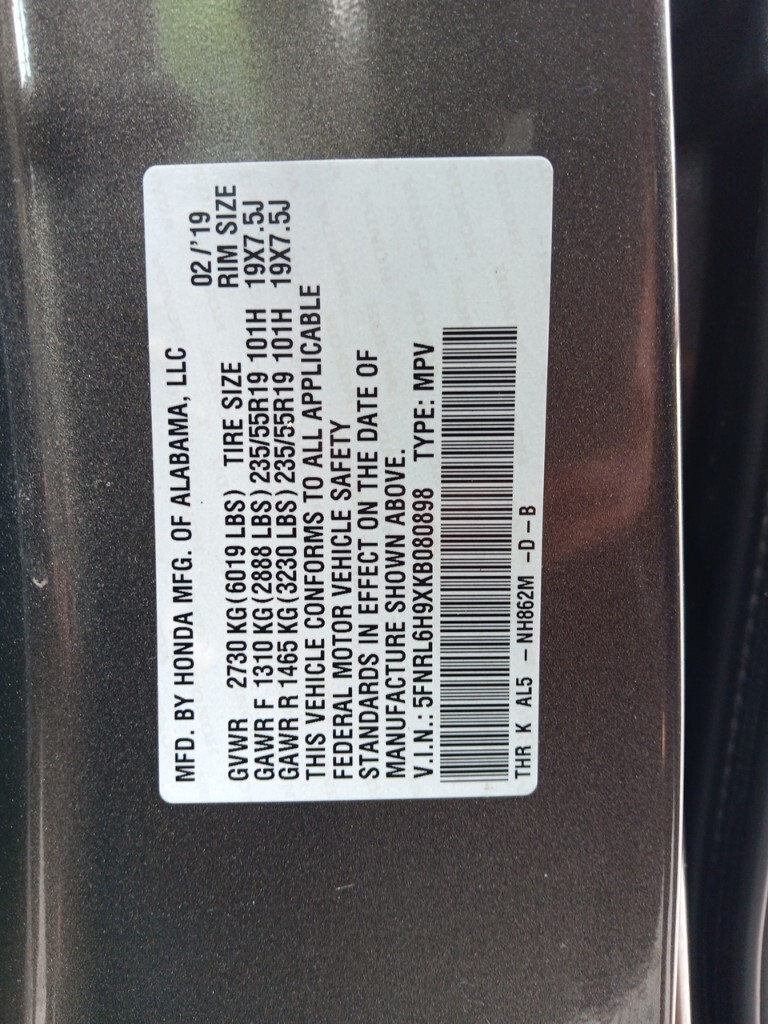 MFD. BY HONDA MFG. OF ALABAMA, LLC 02/'19
GVWR 2730 KG (6019 LBS) TIRE SIZE RIM SIZE
GAWR F 1310 KG (2888 LBS) 235/55R19 101H 19X7.5J
GAWR R 1465 KG (3230 LBS) 235/55R19 101H 19X7.5J
THIS VEHICLE CONFORMS TO ALL APPLICABLE
FEDERAL MOTOR VEHICLE SAFETY
STANDARDS IN EFFECT ON THE DATE OF
MANUFACTURE SHOWN ABOVE.
V.I.N.: 5FNRL6H9XKB080898 TYPE: MPV
THR K AL5 - NH862M -D -B